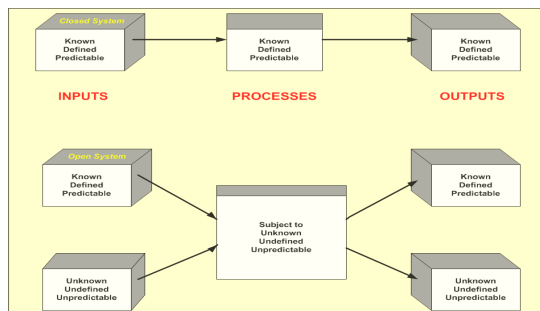 Closed System
Known
Defined
Predictable
Known
Defined
Predictable
Known
Defined
Predictable
INPUTS
PROCESSES
OUTPUTS
Open System
Known
Defined
Predictable
Subject to
Unknown
Undefined
Unpredictable
Known
Defined
Predictable
Unknown
Undefined
Unpredictable
Unknown
Undefined
Unpredictable